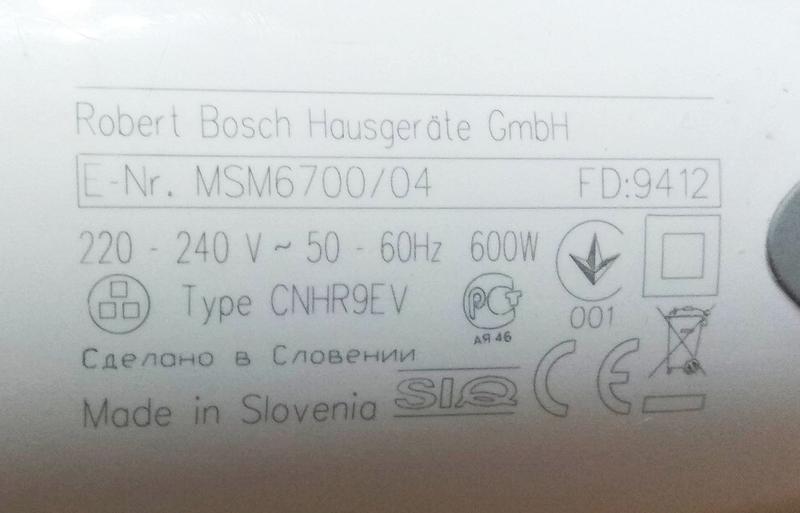 Robert Bosch Hausgeräte GmbH
E-Nr. MSM6700/04 FD:9412
220 - 240 V ~ 50 - 60Hz 600W
Type CNHR9EV
РСТ
АЯ 46
001
Сделано в Словении
Made in Slovenia
SIQ
CE